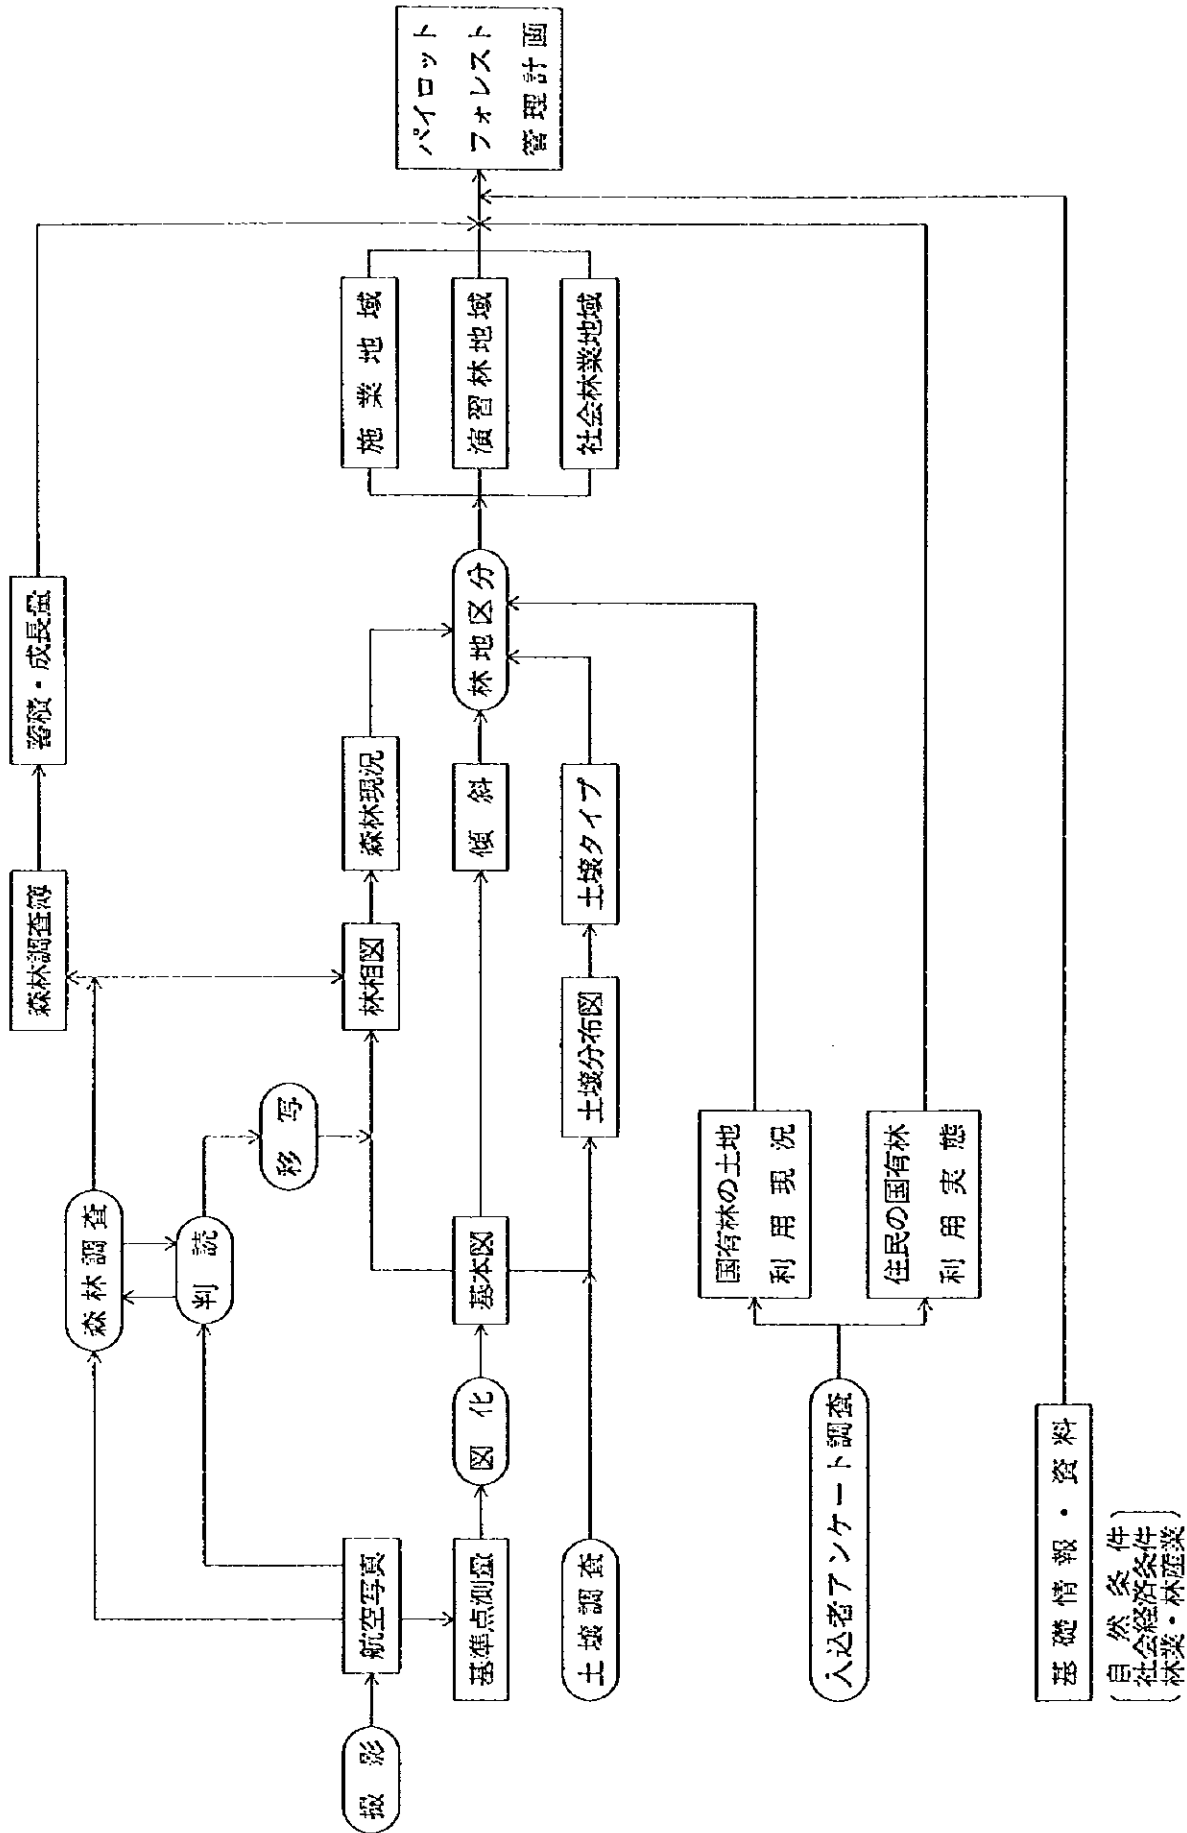 撮影
航空写真
基準点測量
土壌調査
入込者アンケート調査
基礎情報・資料
自然条件
社会経済条件
林業・林産業
図化
森林調査
判読
移写
基本図
国有林の土地
利用現況
住民の国有林
利用実態
森林調査簿
林相図
土壌分布図
蓄積・成長量
森林現況
傾斜
土壌タイプ
林地区分
施業地域
演習林地域
社会林業地域
パイロット
フォレスト
管理計画